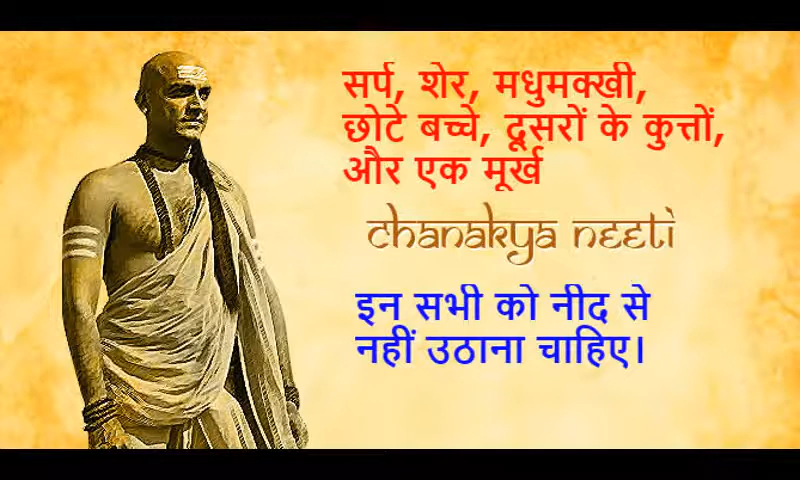 सर्प, शेर, मधुमक्खी,
छोटे बच्चे, दूसरों के कुत्तों,
और एक मूर्ख
chanakya neeti
इन सभी को नीद से
नहीं उठाना चाहिए।